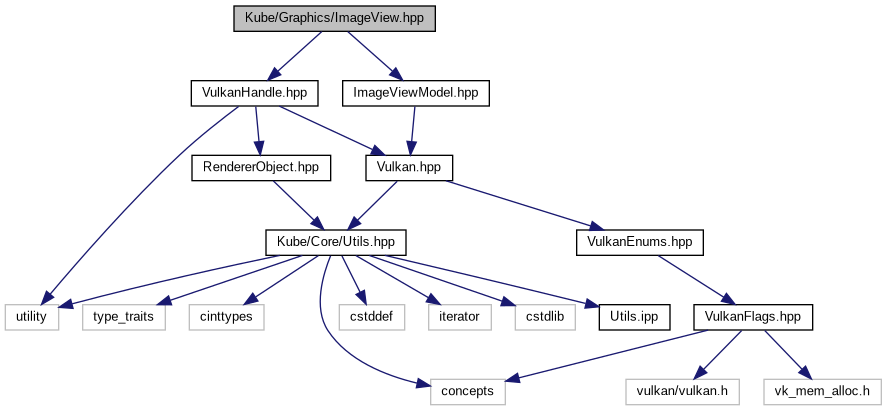 Kube/Graphics/ImageView.hpp
VulkanHandle.hpp
ImageViewModel.hpp
RendererObject.hpp
Vulkan.hpp
Kube/Core/Utils.hpp
VulkanEnums.hpp
utility
type_traits
cinttypes
cstddef
iterator
cstdlib
Utils.ipp
VulkanFlags.hpp
concepts
vulkan/vulkan.h
vk_mem_alloc.h